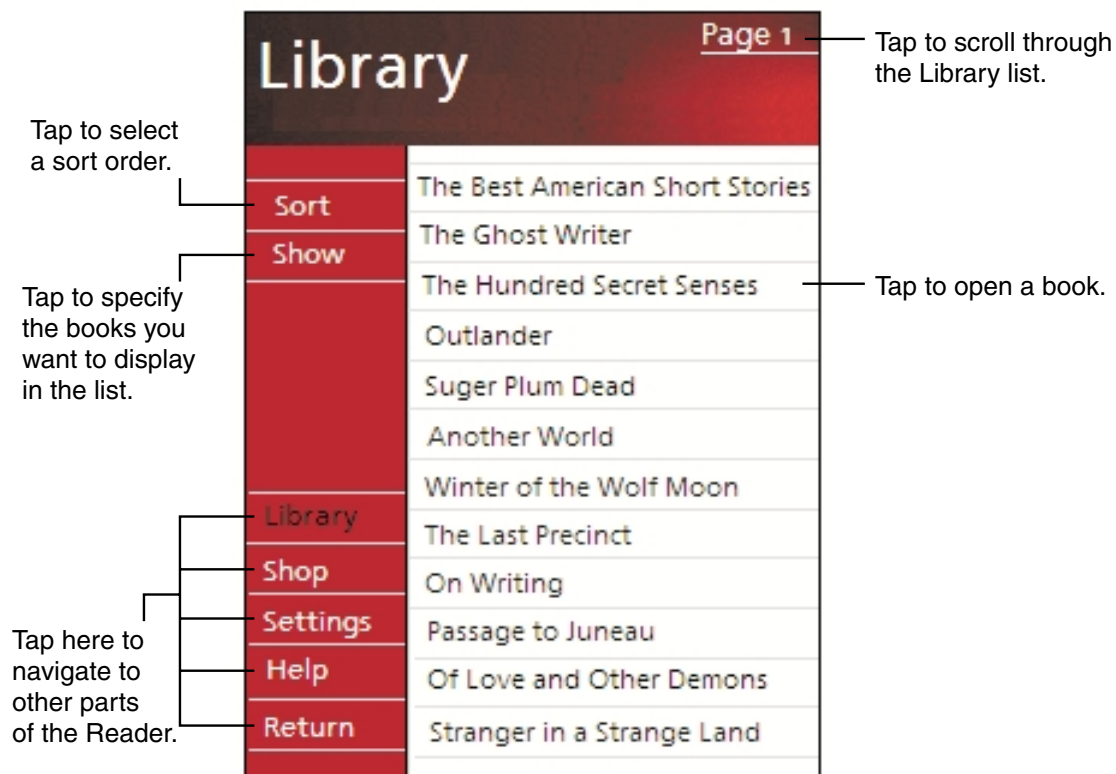 Library
Page 1
Tap to scroll through
the Library list.
Tap to select
a sort order.
Sort
Show
Tap to specify
the books you
want to display
in the list.
The Best American Short Stories
The Ghost Writer
The Hundred Secret Senses
Tap to open a book.
Outlander
Suger Plum Dead
Another World
Winter of the Wolf Moon
The Last Precinct
On Writing
Passage to Juneau
Of Love and Other Demons
Stranger in a Strange Land
Library
Shop
Settings
Help
Return
Tap here to
navigate to
other parts
of the Reader.